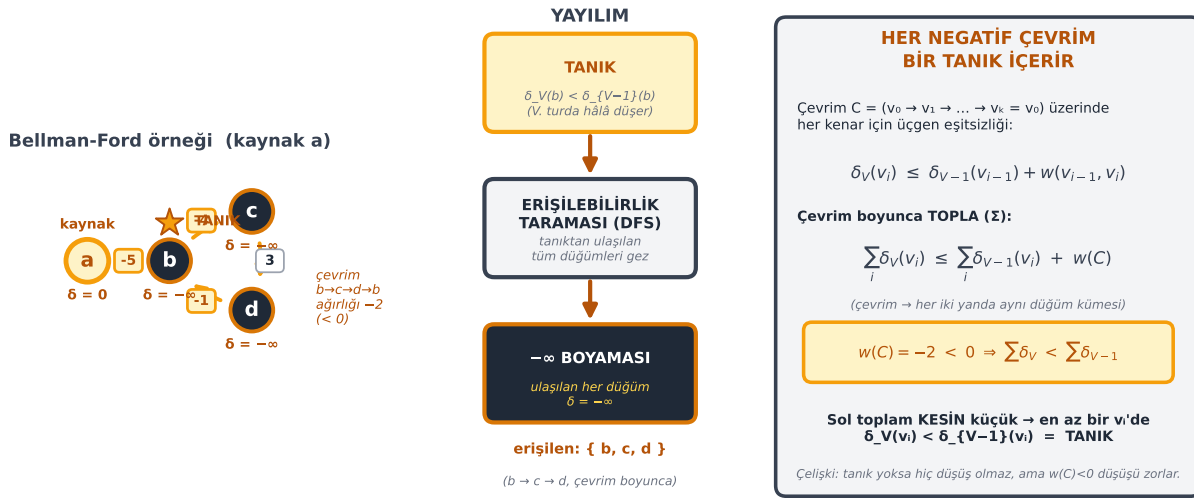 Bellman-Ford örneği  (kaynak a)
kaynak
TANIK
a
-5
b
-4
c
3
-1
d
δ = 0
δ = −∞
δ = −∞
δ = −∞
çevrim
b→c→d→b
ağırlığı −2
(< 0)
YAYILIM
TANIK
δ_V(b) < δ_{V−1}(b)
(V. turda hâlâ düşer)
ERİŞİLEBİLİRLİK
TARAMASI (DFS)
tanıktan ulaşılan
tüm düğümleri gez
−∞ BOYAMASI
ulaşılan her düğüm
δ = −∞
erişilen: { b, c, d }
(b → c → d, çevrim boyunca)
HER NEGATİF ÇEVRİM
BİR TANIK İÇERİR
Çevrim C = (v₀ → v₁ → … → vₖ = v₀) üzerinde
her kenar için üçgen eşitsizliği:
δ_V(v_i) ≤ δ_{V−1}(v_{i−1}) + w(v_{i−1}, v_i)
Çevrim boyunca TOPLA (Σ):
∑_i δ_V(v_i) ≤ ∑_i δ_{V−1}(v_i) + w(C)
(çevrim → her iki yanda aynı düğüm kümesi)
w(C) = −2 < 0 ⇒ ∑δ_V < ∑δ_{V−1}
Sol toplam KESİN küçük → en az bir vᵢ'de
δ_V(vᵢ) < δ_{V−1}(vᵢ)  =  TANIK
Çelişki: tanık yoksa hiç düşüş olmaz, ama w(C)<0 düşüşü zorlar.